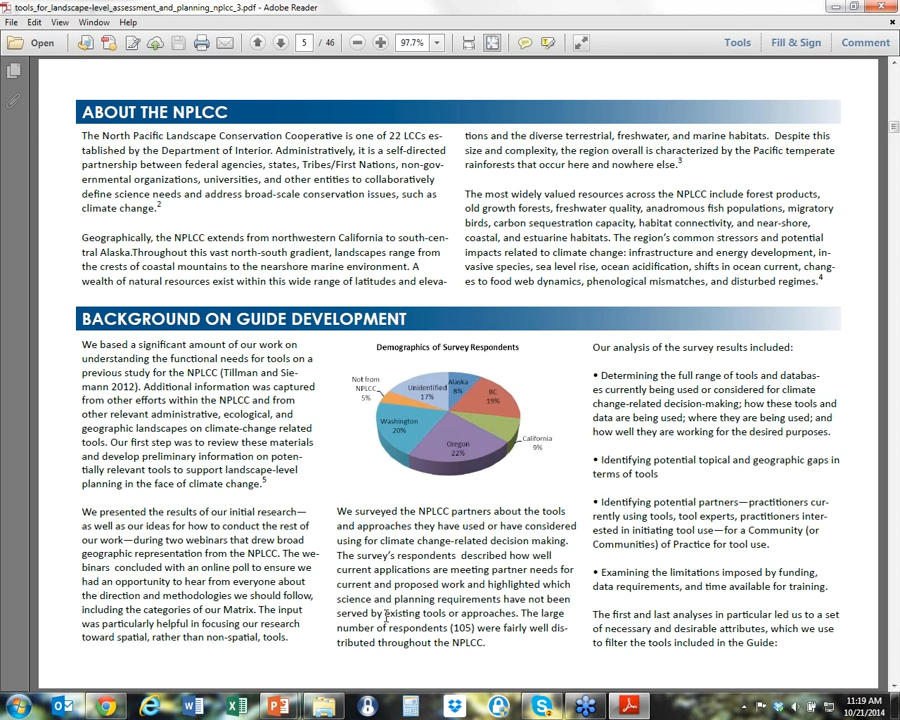 tools_for_landscape-level_assessment_and_planning_nplcc_3.pdf - Adobe Reader
File Edit View Window Help
Open 5 / 46 97.7% Tools Fill & Sign Comment
ABOUT THE NPLCC
The North Pacific Landscape Conservation Cooperative is one of 22 LCCs es-
tablished by the Department of Interior. Administratively, it is a self-directed
partnership between federal agencies, states, Tribes/First Nations, non-gov-
ernmental organizations, universities, and other entities to collaboratively
define science needs and address broad-scale conservation issues, such as
climate change.2
Geographically, the NPLCC extends from northwestern California to south-cen-
tral Alaska.Throughout this vast north-south gradient, landscapes range from
the crests of coastal mountains to the nearshore marine environment. A
wealth of natural resources exist within this wide range of latitudes and eleva-
tions and the diverse terrestrial, freshwater, and marine habitats. Despite this
size and complexity, the region overall is characterized by the Pacific temperate
rainforests that occur here and nowhere else.3
The most widely valued resources across the NPLCC include forest products,
old growth forests, freshwater quality, anadromous fish populations, migratory
birds, carbon sequestration capacity, habitat connectivity, and near-shore,
coastal, and estuarine habitats. The region's common stressors and potential
impacts related to climate change: infrastructure and energy development, in-
vasive species, sea level rise, ocean acidification, shifts in ocean current, chang-
es to food web dynamics, phenological mismatches, and disturbed regimes.4
BACKGROUND ON GUIDE DEVELOPMENT
We based a significant amount of our work on
understanding the functional needs for tools on a
previous study for the NPLCC (Tillman and Sie-
mann 2012). Additional information was captured
from other efforts within the NPLCC and from
other relevant administrative, ecological, and
geographic landscapes on climate-change related
tools. Our first step was to review these materials
and develop preliminary information on poten-
tially relevant tools to support landscape-level
planning in the face of climate change.5
We presented the results of our initial research—
as well as our ideas for how to conduct the rest of
our work—during two webinars that drew broad
geographic representation from the NPLCC. The we-
binars concluded with an online poll to ensure we
had an opportunity to hear from everyone about
the direction and methodologies we should follow,
including the categories of our Matrix. The input
was particularly helpful in focusing our research
toward spatial, rather than non-spatial, tools.
Demographics of Survey Respondents
Not from
NPLCC
5%
Unidentified
17%
Alaska
8%
BC
19%
Washington
20%
Oregon
22%
California
9%
We surveyed the NPLCC partners about the tools
and approaches they have used or have considered
using for climate change-related decision making.
The survey's respondents described how well
current applications are meeting partner needs for
current and proposed work and highlighted which
science and planning requirements have not been
served by existing tools or approaches. The large
number of respondents (105) were fairly well dis-
tributed throughout the NPLCC.
Our analysis of the survey results included:
• Determining the full range of tools and databas-
es currently being used or considered for climate
change-related decision-making; how these tools and
data are being used; where they are being used; and
how well they are working for the desired purposes.
• Identifying potential topical and geographic gaps in
terms of tools
• Identifying potential partners—practitioners cur-
rently using tools, tool experts, practitioners inter-
ested in initiating tool use—for a Community (or
Communities) of Practice for tool use.
• Examining the limitations imposed by funding,
data requirements, and time available for training.
The first and last analyses in particular led us to a set
of necessary and desirable attributes, which we use
to filter the tools included in the Guide:
11:19 AM
10/21/2014